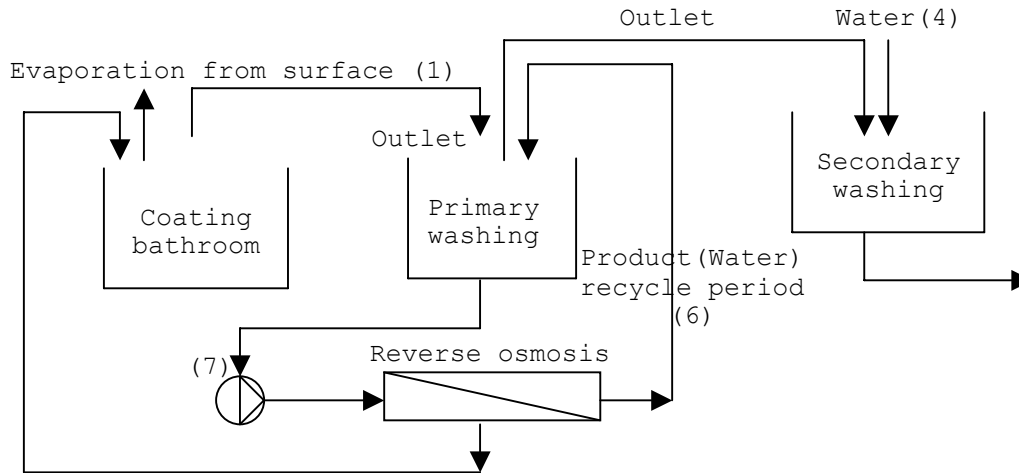 Outlet
Water(4)
Evaporation from surface (1)
Outlet
Secondary
washing
Primary
washing
Coating
bathroom
Product(Water)
recycle period
(6)
Reverse osmosis
(7)